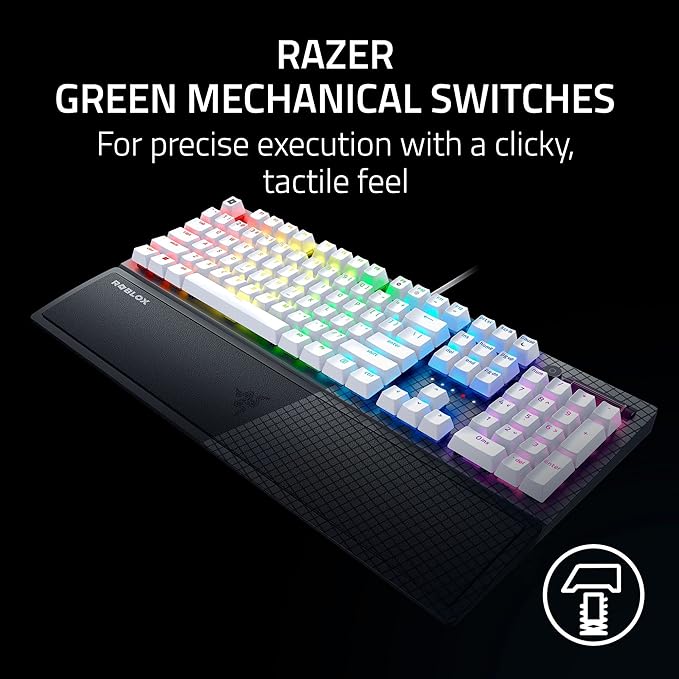 RAZER
GREEN MECHANICAL SWITCHES
For precise execution with a clicky,
tactile feel
ROBLOX